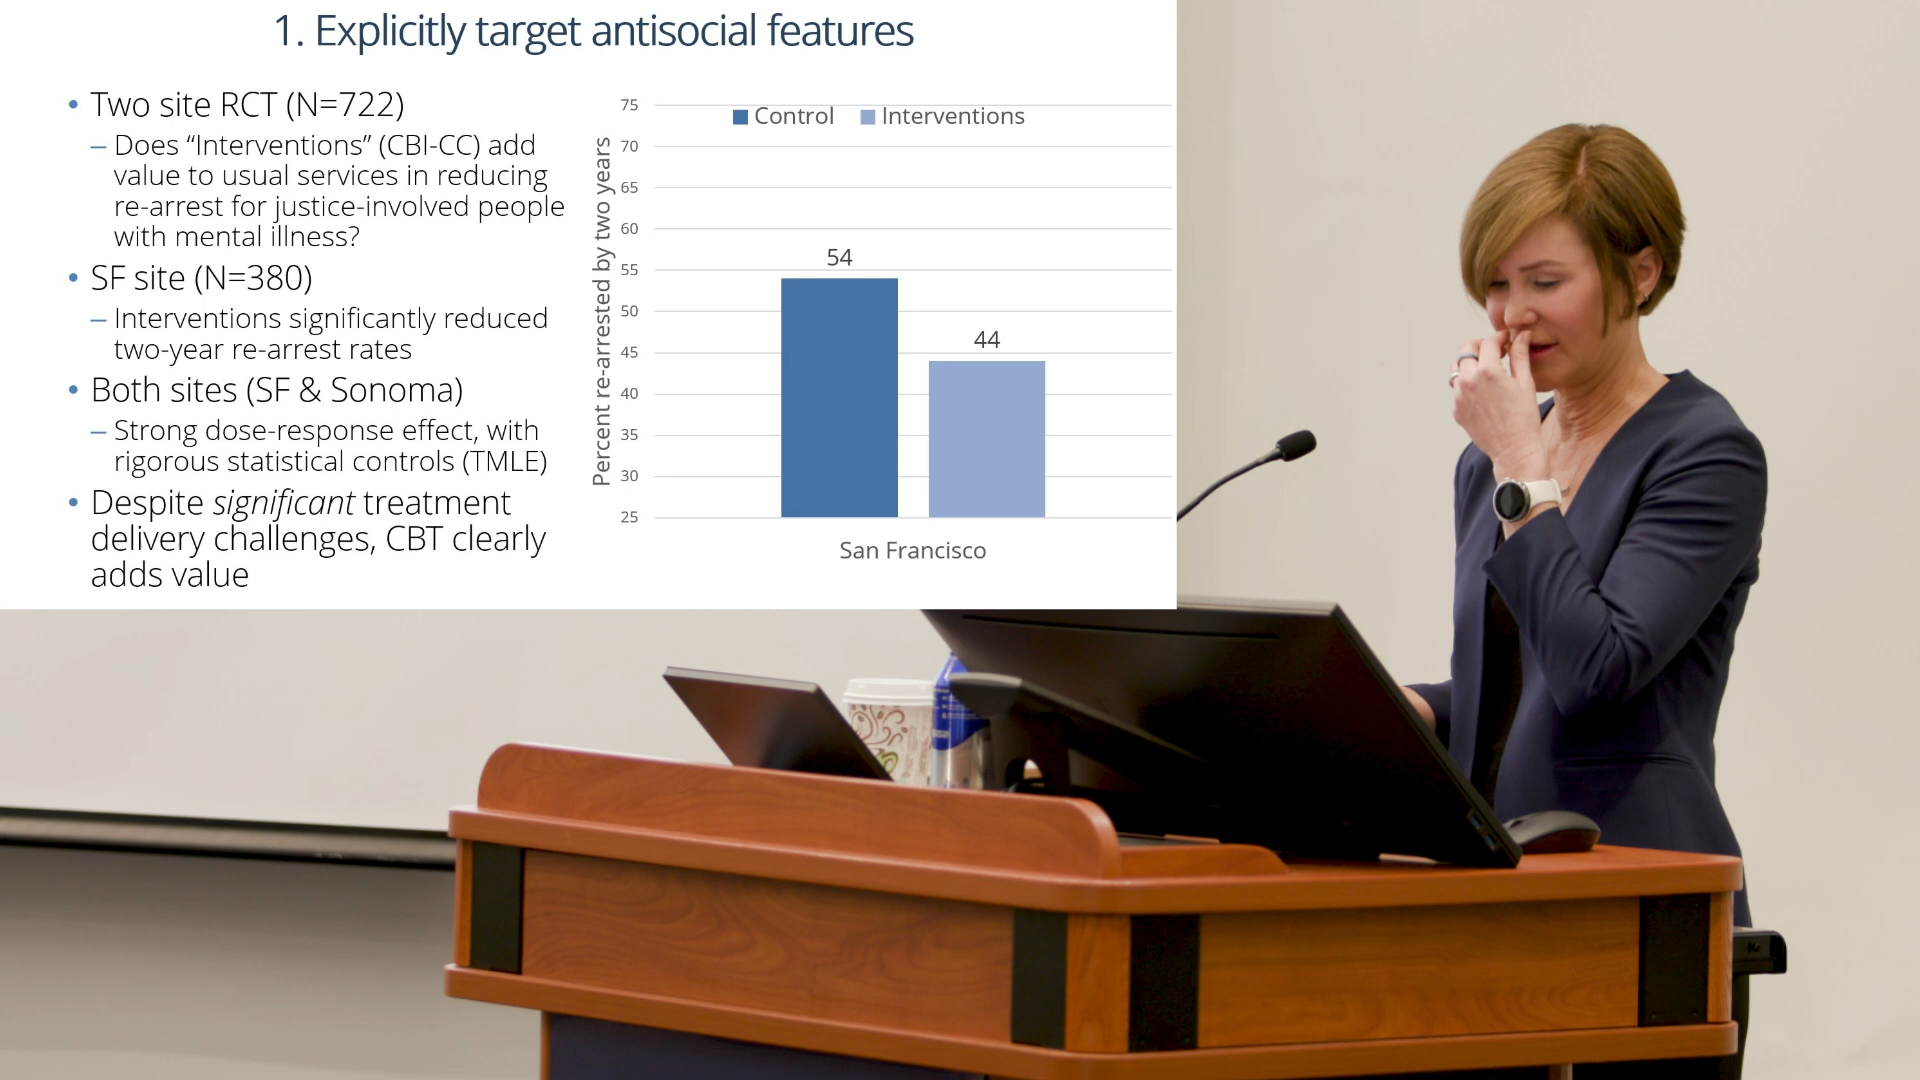 1. Explicitly target antisocial features
• Two site RCT (N=722)
– Does “Interventions” (CBI-CC) add
value to usual services in reducing
re-arrest for justice-involved people
with mental illness?
• SF site (N=380)
– Interventions significantly reduced
two-year re-arrest rates
• Both sites (SF & Sonoma)
– Strong dose-response effect, with
rigorous statistical controls (TMLE)
• Despite significant treatment
delivery challenges, CBT clearly
adds value
Control Interventions
Percent re-arrested by two years
75
70
65
60
55
50
45
40
35
30
25
54
44
San Francisco